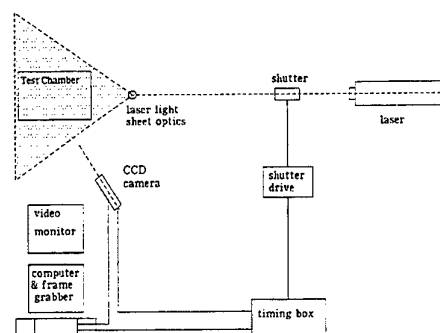 Test Chamber
shutter
laser light
sheet optics
laser
CCD
camera
shutter
drive
video
monitor
computer
& frame
grabber
timing box